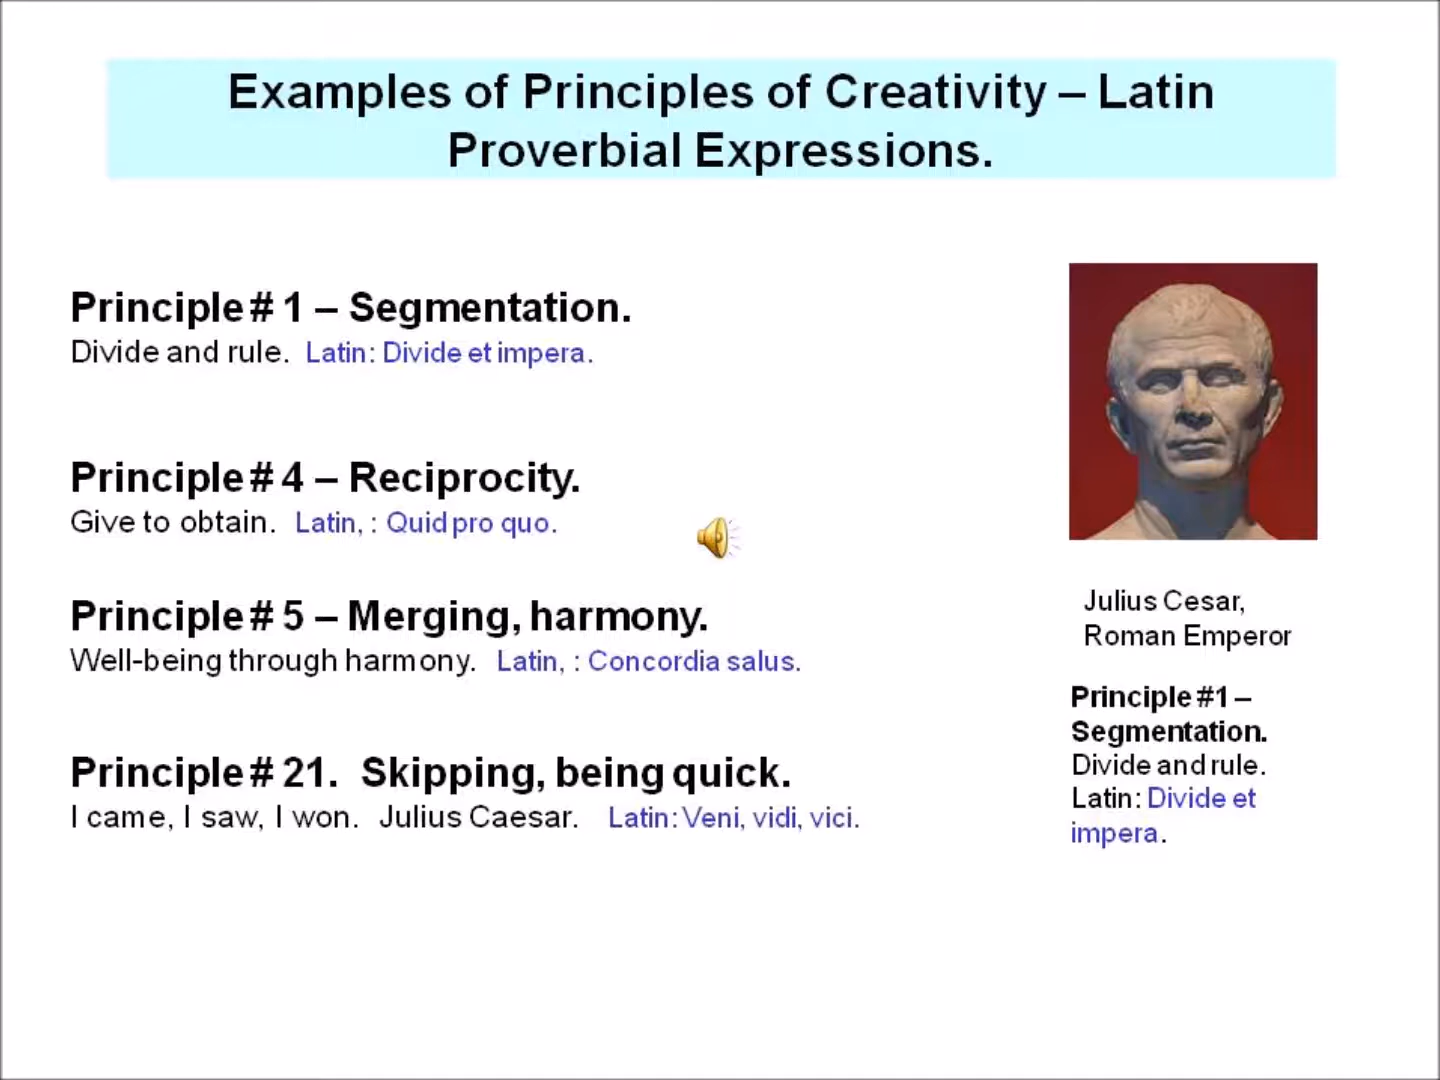 Examples of Principles of Creativity – Latin
Proverbial Expressions.
Principle # 1 – Segmentation.
Divide and rule. Latin: Divide et impera.
Principle # 4 – Reciprocity.
Give to obtain. Latin, : Quid pro quo.
Principle # 5 – Merging, harmony.
Well-being through harmony. Latin, : Concordia salus.
Principle # 21. Skipping, being quick.
I came, I saw, I won. Julius Caesar. Latin: Veni, vidi, vici.
Julius Cesar,
Roman Emperor
Principle #1 –
Segmentation.
Divide and rule.
Latin: Divide et
impera.